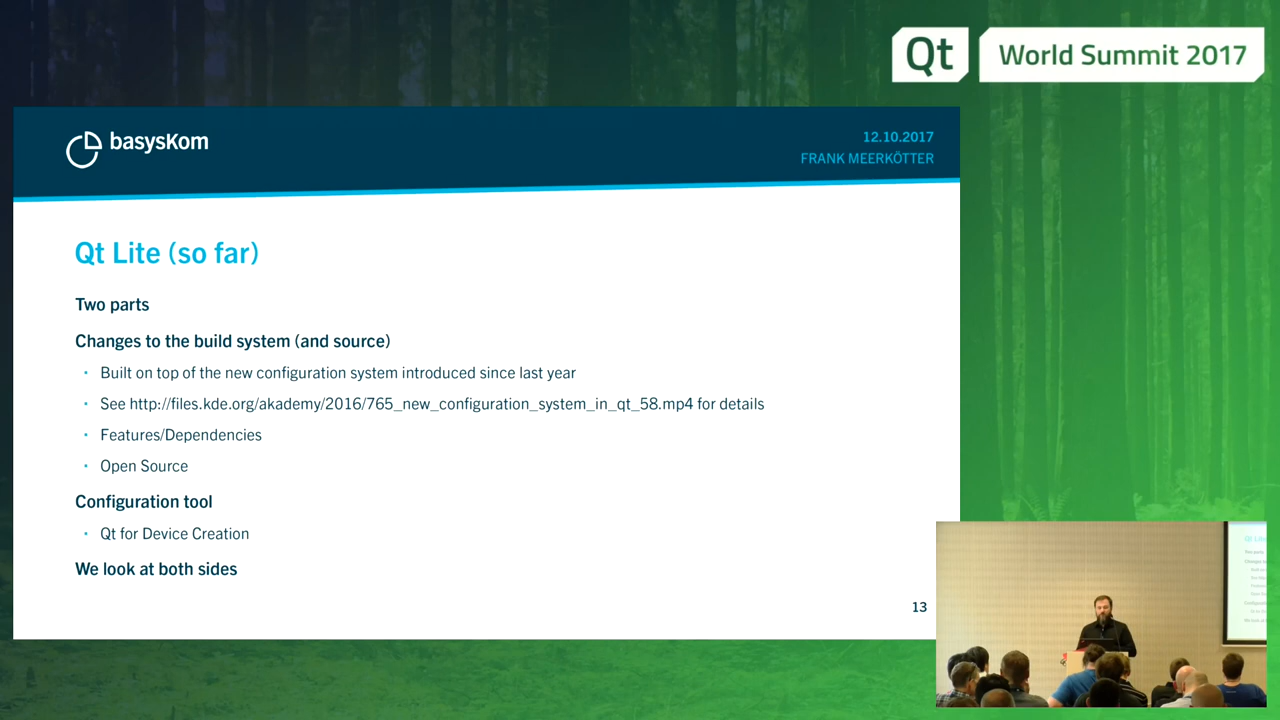 Qt World Summit 2017
basysKom
12.10.2017
FRANK MEERKÖTTER
Qt Lite (so far)
Two parts
Changes to the build system (and source)
· Built on top of the new configuration system introduced since last year
· See http://files.kde.org/akademy/2016/765_new_configuration_system_in_qt_58.mp4 for details
· Features/Dependencies
· Open Source
Configuration tool
· Qt for Device Creation
We look at both sides
13